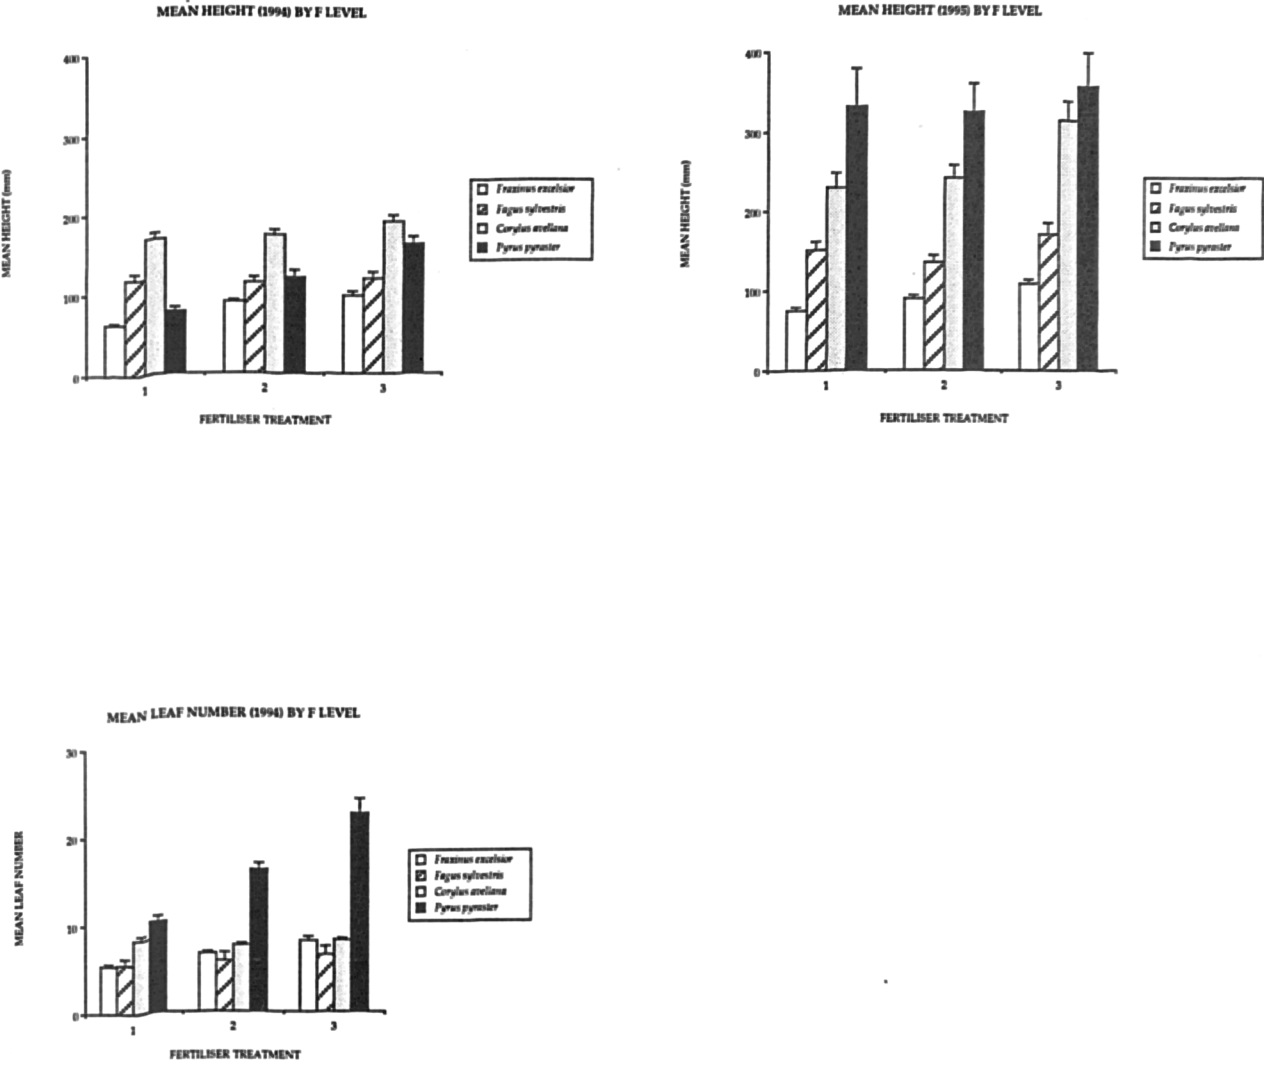 MEAN HEIGHT (1994) BY F LEVEL
400
300
200
100
0
MEAN HEIGHT (mm)
1
2
3
FERTILISER TREATMENT
Fraxinus excelsior
Fagus sylvestris
Corylus avellana
Pyrus pyraster
MEAN HEIGHT (1995) BY F LEVEL
400
300
200
100
0
MEAN HEIGHT (mm)
1
2
3
FERTILISER TREATMENT
Fraxinus excelsior
Fagus sylvestris
Corylus avellana
Pyrus pyraster
MEAN LEAF NUMBER (1994) BY F LEVEL
30
20
10
0
MEAN LEAF NUMBER
1
2
3
FERTILISER TREATMENT
Fraxinus excelsior
Fagus sylvestris
Corylus avellana
Pyrus pyraster